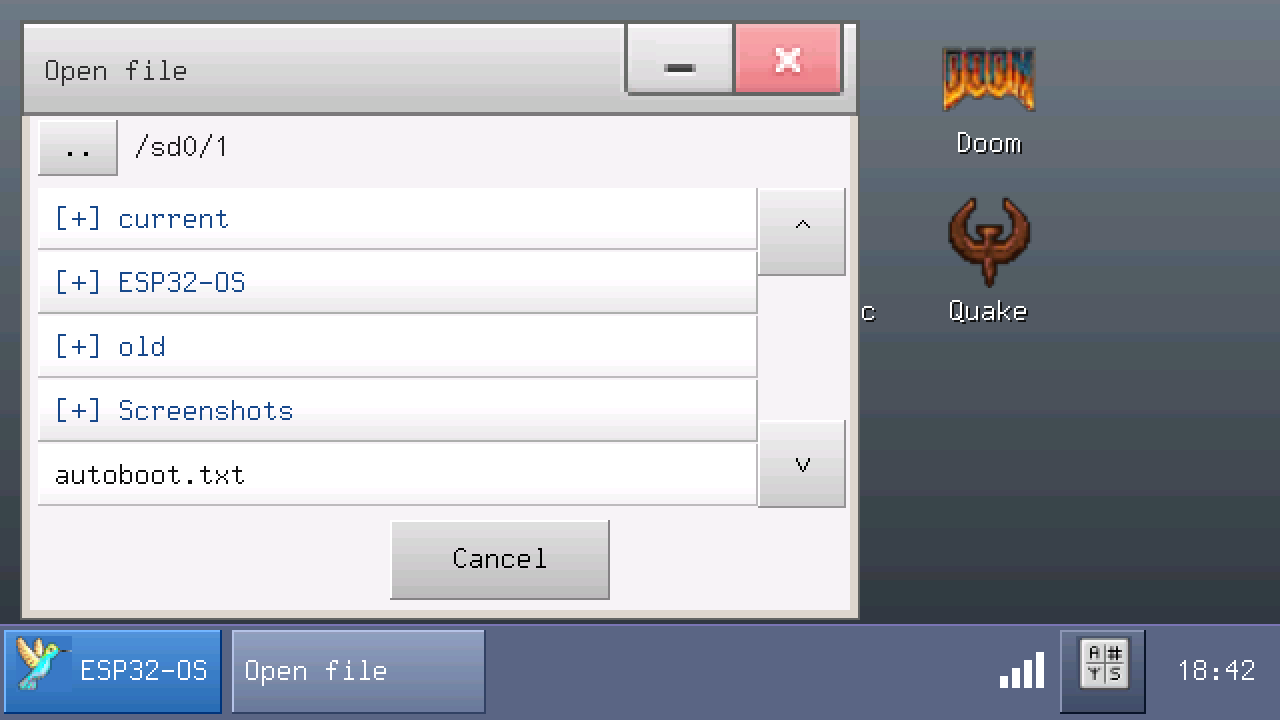 Open file
.. /sd0/1
[+] current
^
[+] ESP32-OS
[+] old
[+] Screenshots
autoboot.txt
v
Cancel
DOOM
Doom
c
Quake
ESP32-OS
Open file
A #
Y S
18:42